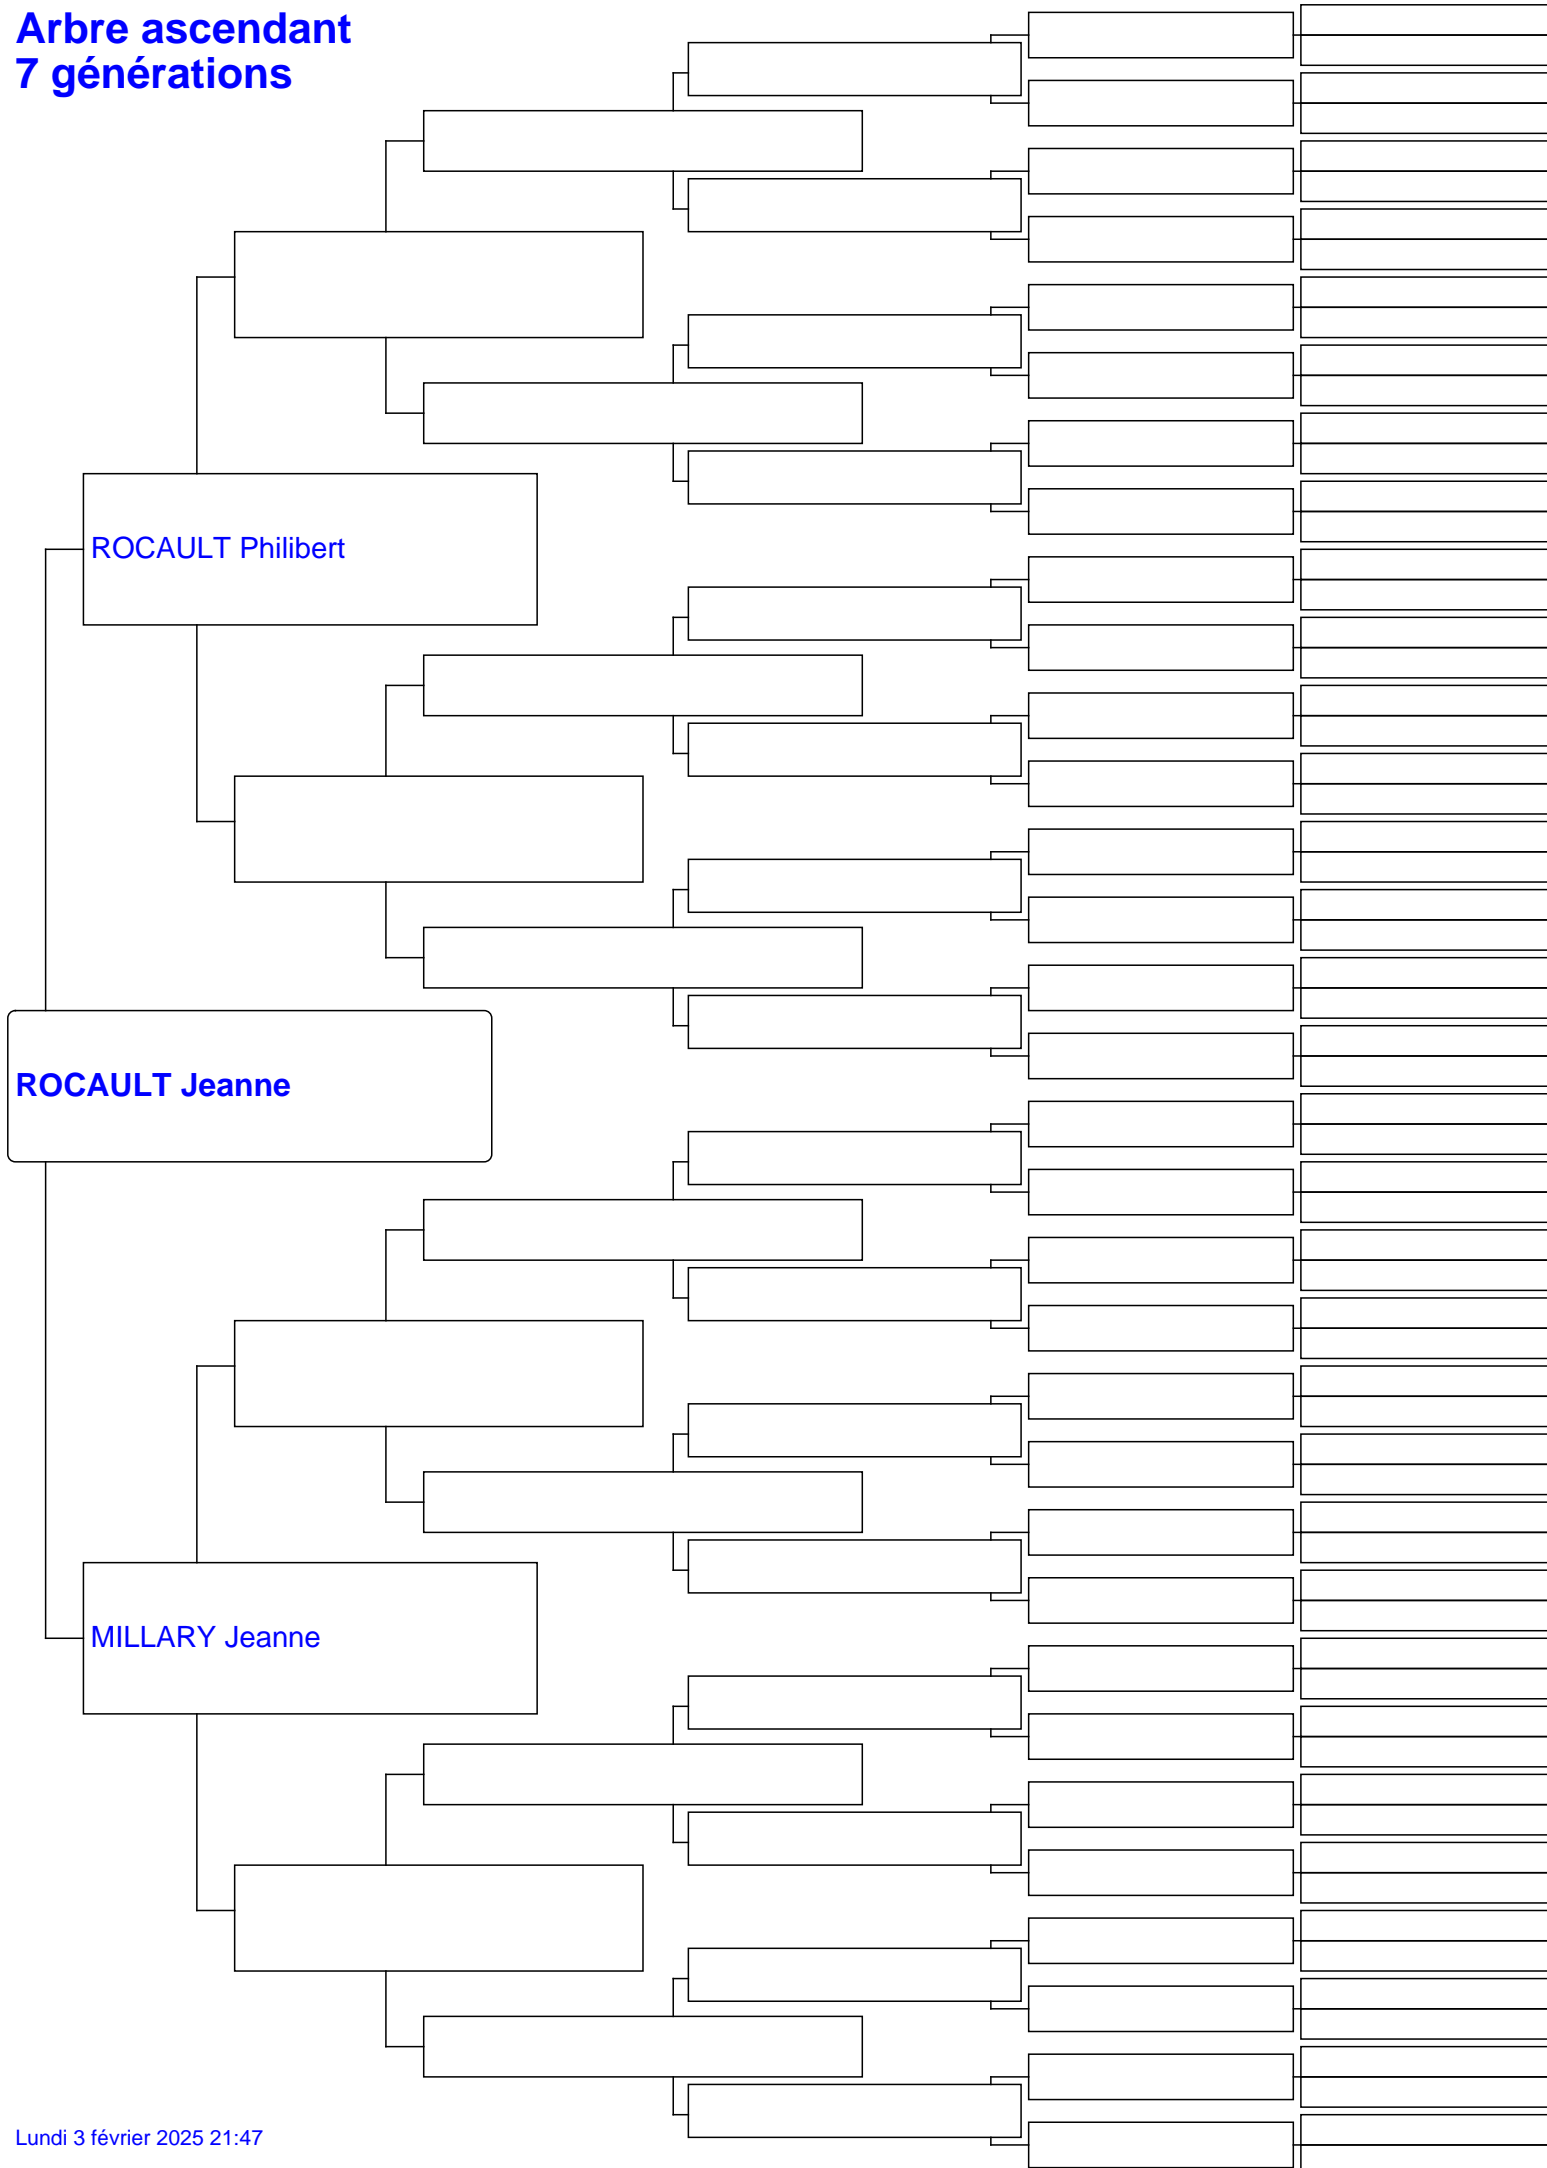 Arbre ascendant
7 générations
ROCAULT Philibert
ROCAULT Jeanne
MILLARY Jeanne
Lundi 3 février 2025 21:47